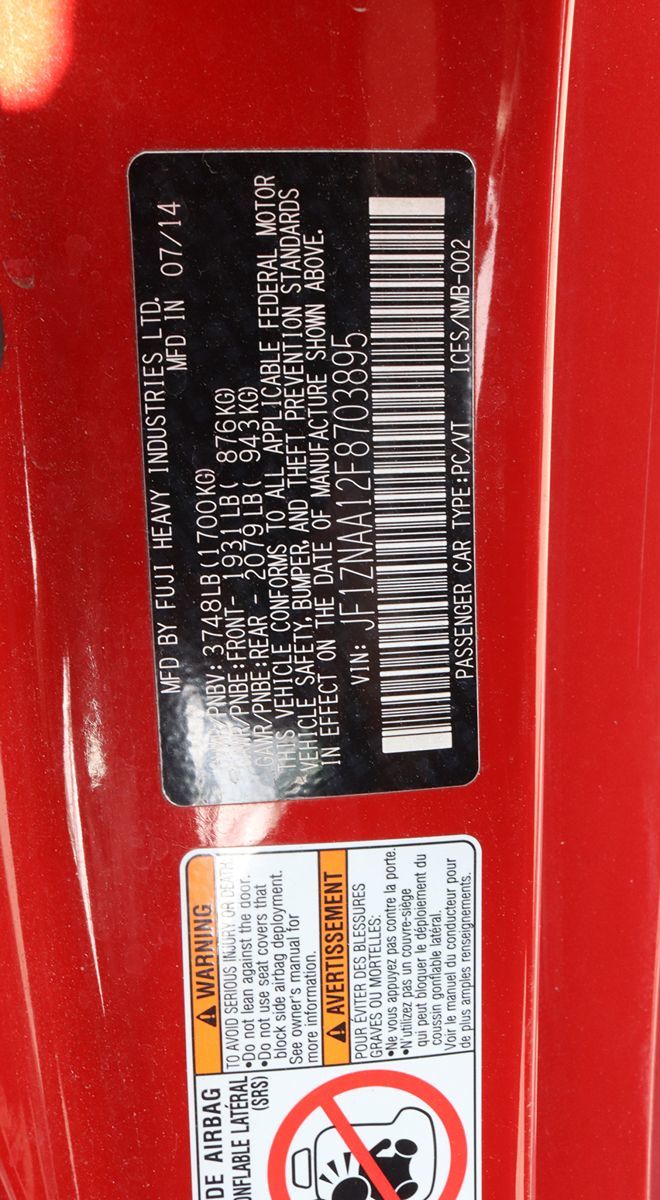 MFD BY FUJI HEAVY INDUSTRIES LTD.
MFD IN 07/14
GVWR/PNBV: 3748LB (1700KG)
GAWR/PNBE:FRONT- 1931LB ( 876KG)
GAWR/PNBE:REAR - 2079LB ( 943KG)
THIS VEHICLE CONFORMS TO ALL APPLICABLE FEDERAL MOTOR
VEHICLE SAFETY, BUMPER, AND THEFT PREVENTION STANDARDS
IN EFFECT ON THE DATE OF MANUFACTURE SHOWN ABOVE.
VIN: JF1ZNAA12F8703895
PASSENGER CAR TYPE:PC/VT ICES/NMB-002
WARNING
TO AVOID SERIOUS INJURY OR DEATH:
•Do not lean against the door.
•Do not use seat covers that
block side airbag deployment.
See owner's manual for
more information.
AVERTISSEMENT
POUR ÉVITER DES BLESSURES
GRAVES OU MORTELLES:
•Ne vous appuyez pas contre la porte.
•N'utilizez pas un couvre-siège
qui peut bloquer le déploiement du
coussin gonflable latéral.
Voir le manuel du conducteur pour
de plus amples renseignements.
DE AIRBAG
ONFLABLE LATÉRAL
(SRS)